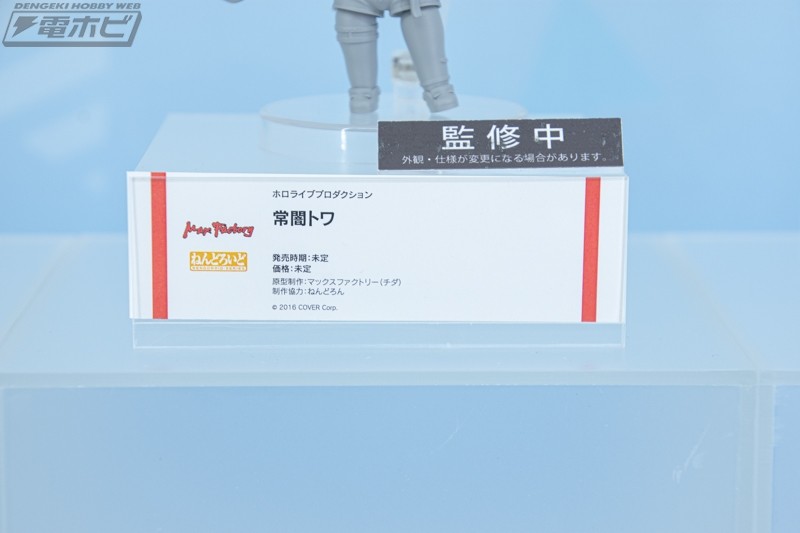 DENGEKI HOBBY WEB
電ホビ
監修中
外観・仕様が変更になる場合があります。
ホロライブプロダクション
常闇トワ
Max Factory
ねんどろいど
発売時期：未定
価格：未定
原型制作：マックスファクトリー（チダ）
制作協力：ねんどろん
© 2016 COVER Corp.